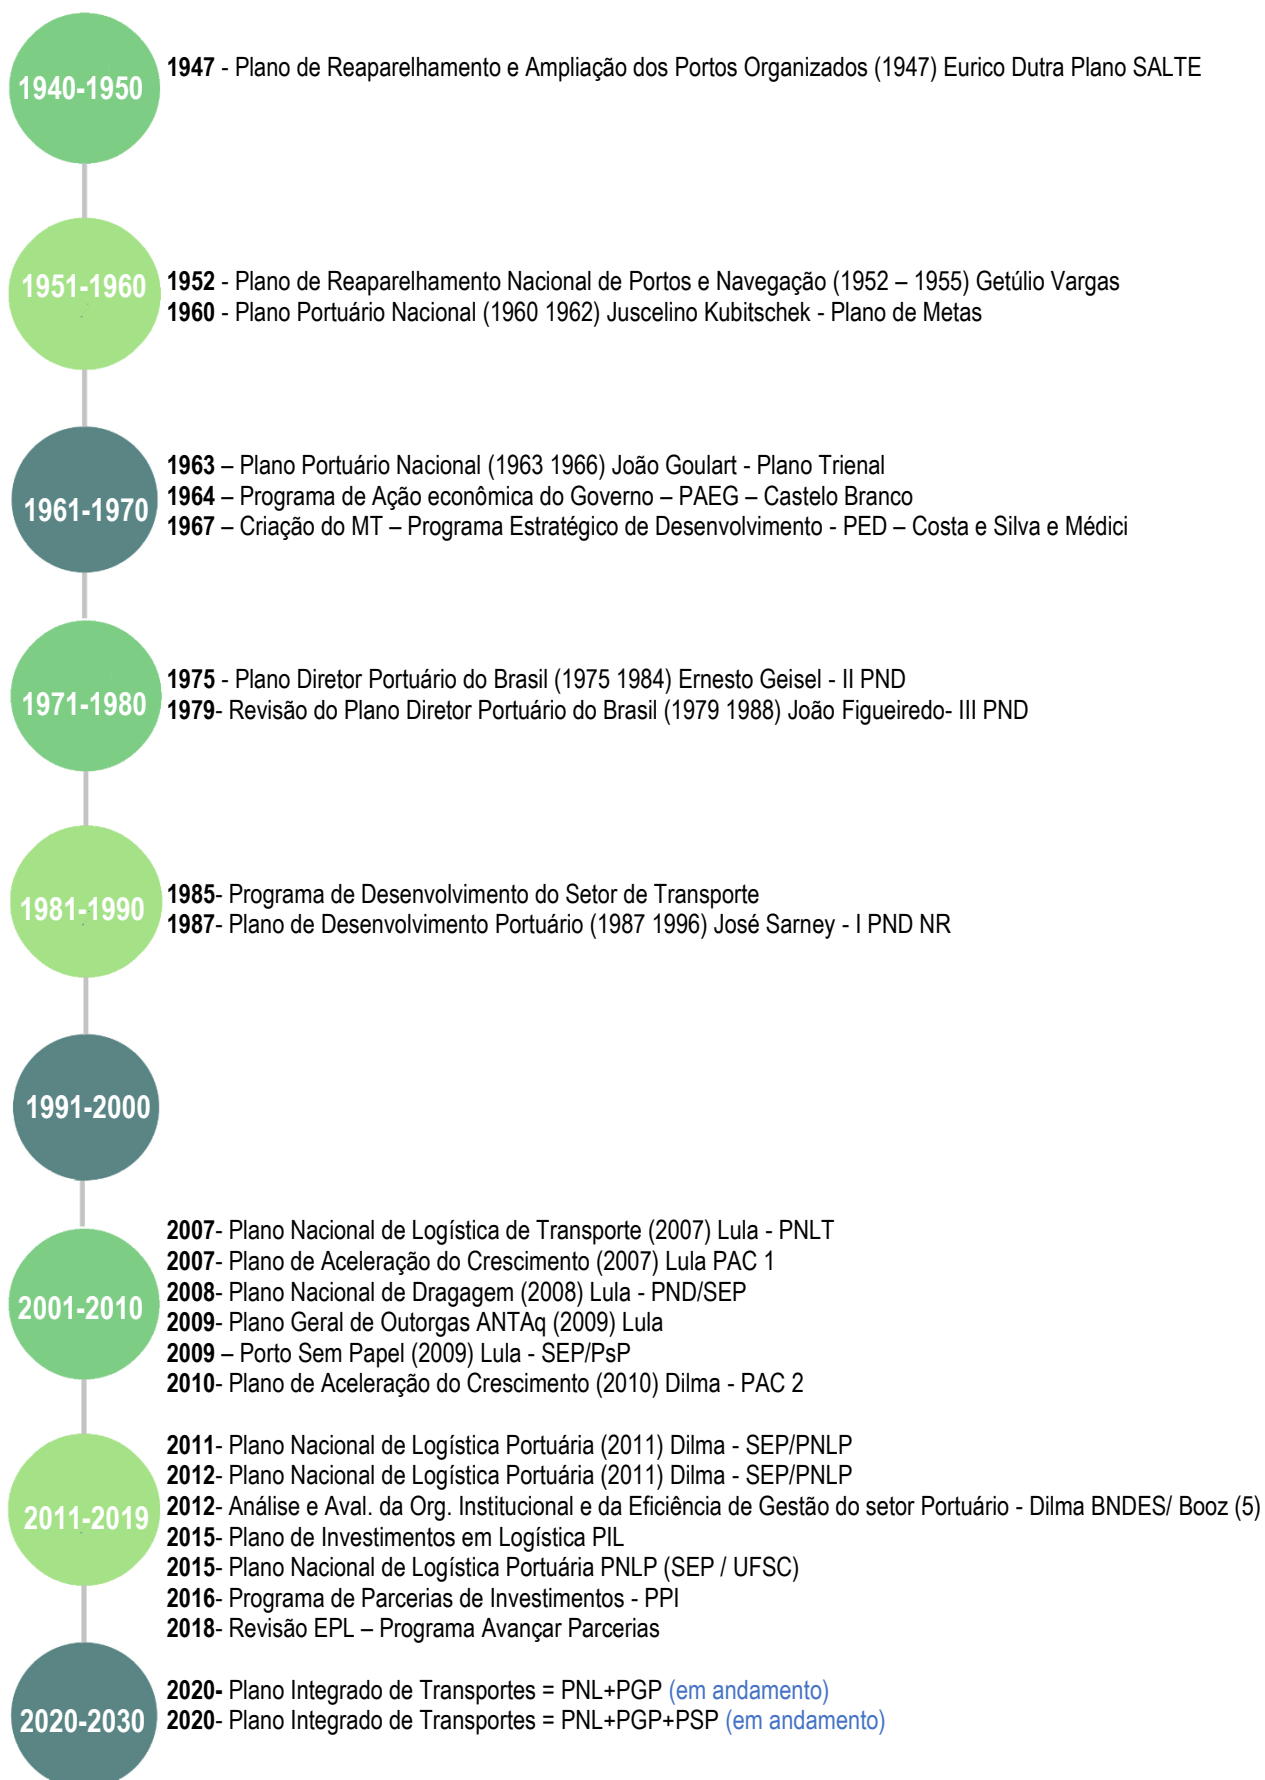 1940-1950
1947 - Plano de Reaparelhamento e Ampliação dos Portos Organizados (1947) Eurico Dutra Plano SALTE
1951-1960
1952 - Plano de Reaparelhamento Nacional de Portos e Navegação (1952 – 1955) Getúlio Vargas
1960 - Plano Portuário Nacional (1960 1962) Juscelino Kubitschek - Plano de Metas
1961-1970
1963 – Plano Portuário Nacional (1963 1966) João Goulart - Plano Trienal
1964 – Programa de Ação econômica do Governo – PAEG – Castelo Branco
1967 – Criação do MT – Programa Estratégico de Desenvolvimento - PED – Costa e Silva e Médici
1971-1980
1975 - Plano Diretor Portuário do Brasil (1975 1984) Ernesto Geisel - II PND
1979- Revisão do Plano Diretor Portuário do Brasil (1979 1988) João Figueiredo- III PND
1981-1990
1985- Programa de Desenvolvimento do Setor de Transporte
1987- Plano de Desenvolvimento Portuário (1987 1996) José Sarney - I PND NR
1991-2000
2001-2010
2007- Plano Nacional de Logística de Transporte (2007) Lula - PNLT
2007- Plano de Aceleração do Crescimento (2007) Lula PAC 1
2008- Plano Nacional de Dragagem (2008) Lula - PND/SEP
2009- Plano Geral de Outorgas ANTAq (2009) Lula
2009 – Porto Sem Papel (2009) Lula - SEP/PsP
2010- Plano de Aceleração do Crescimento (2010) Dilma - PAC 2
2011-2019
2011- Plano Nacional de Logística Portuária (2011) Dilma - SEP/PNLP
2012- Plano Nacional de Logística Portuária (2011) Dilma - SEP/PNLP
2012- Análise e Aval. da Org. Institucional e da Eficiência de Gestão do setor Portuário - Dilma BNDES/ Booz (5)
2015- Plano de Investimentos em Logística PIL
2015- Plano Nacional de Logística Portuária PNLP (SEP / UFSC)
2016- Programa de Parcerias de Investimentos - PPI
2018- Revisão EPL – Programa Avançar Parcerias
2020-2030
2020- Plano Integrado de Transportes = PNL+PGP (em andamento)
2020- Plano Integrado de Transportes = PNL+PGP+PSP (em andamento)